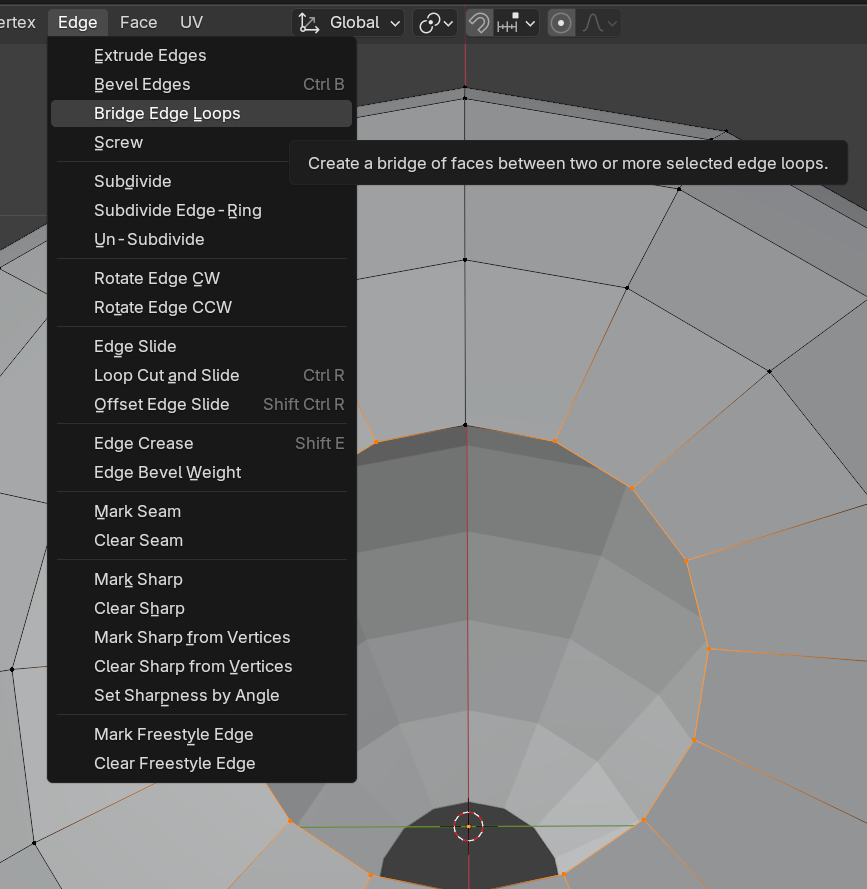 ertex Edge Face UV Global
Extrude Edges
Bevel Edges Ctrl B
Bridge Edge Loops
Screw
Create a bridge of faces between two or more selected edge loops.
Subdivide
Subdivide Edge-Ring
Un-Subdivide
Rotate Edge CW
Rotate Edge CCW
Edge Slide
Loop Cut and Slide Ctrl R
Offset Edge Slide Shift Ctrl R
Edge Crease Shift E
Edge Bevel Weight
Mark Seam
Clear Seam
Mark Sharp
Clear Sharp
Mark Sharp from Vertices
Clear Sharp from Vertices
Set Sharpness by Angle
Mark Freestyle Edge
Clear Freestyle Edge